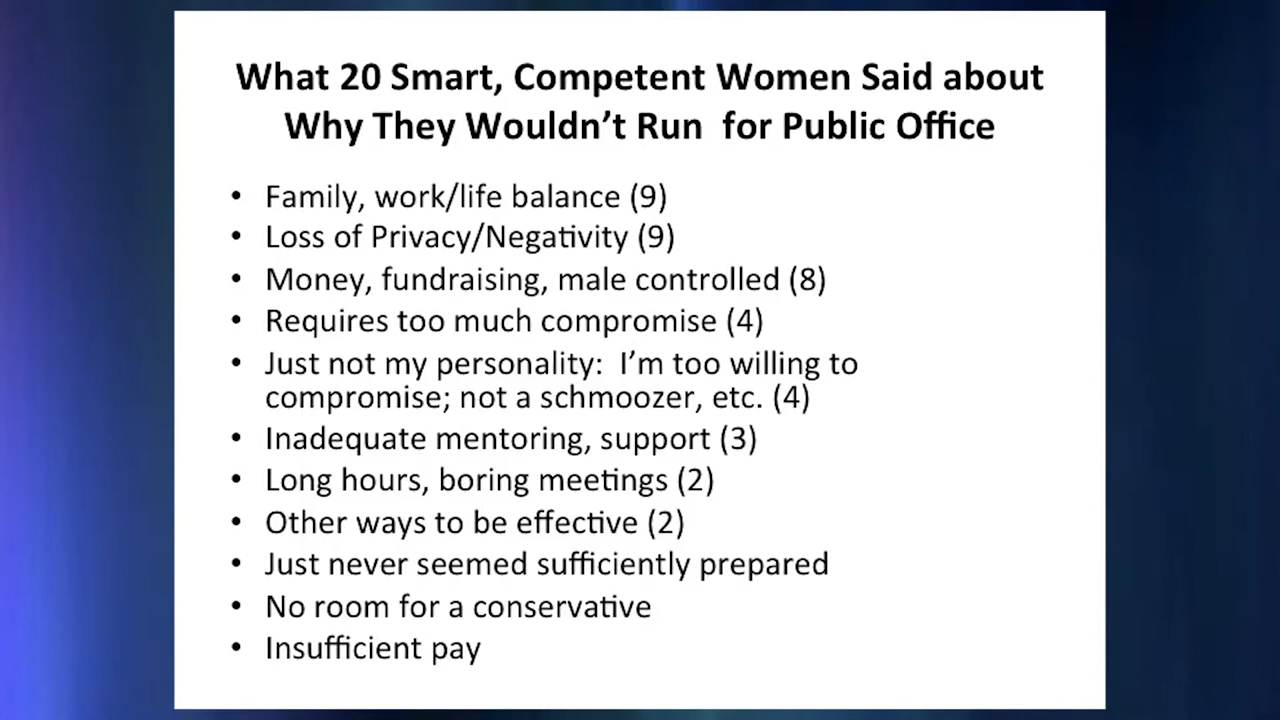 What 20 Smart, Competent Women Said about
Why They Wouldn’t Run  for Public Office
• Family, work/life balance (9)
• Loss of Privacy/Negativity (9)
• Money, fundraising, male controlled (8)
• Requires too much compromise (4)
• Just not my personality:  I’m too willing to
compromise; not a schmoozer, etc. (4)
• Inadequate mentoring, support (3)
• Long hours, boring meetings (2)
• Other ways to be effective (2)
• Just never seemed sufficiently prepared
• No room for a conservative
• Insufficient pay